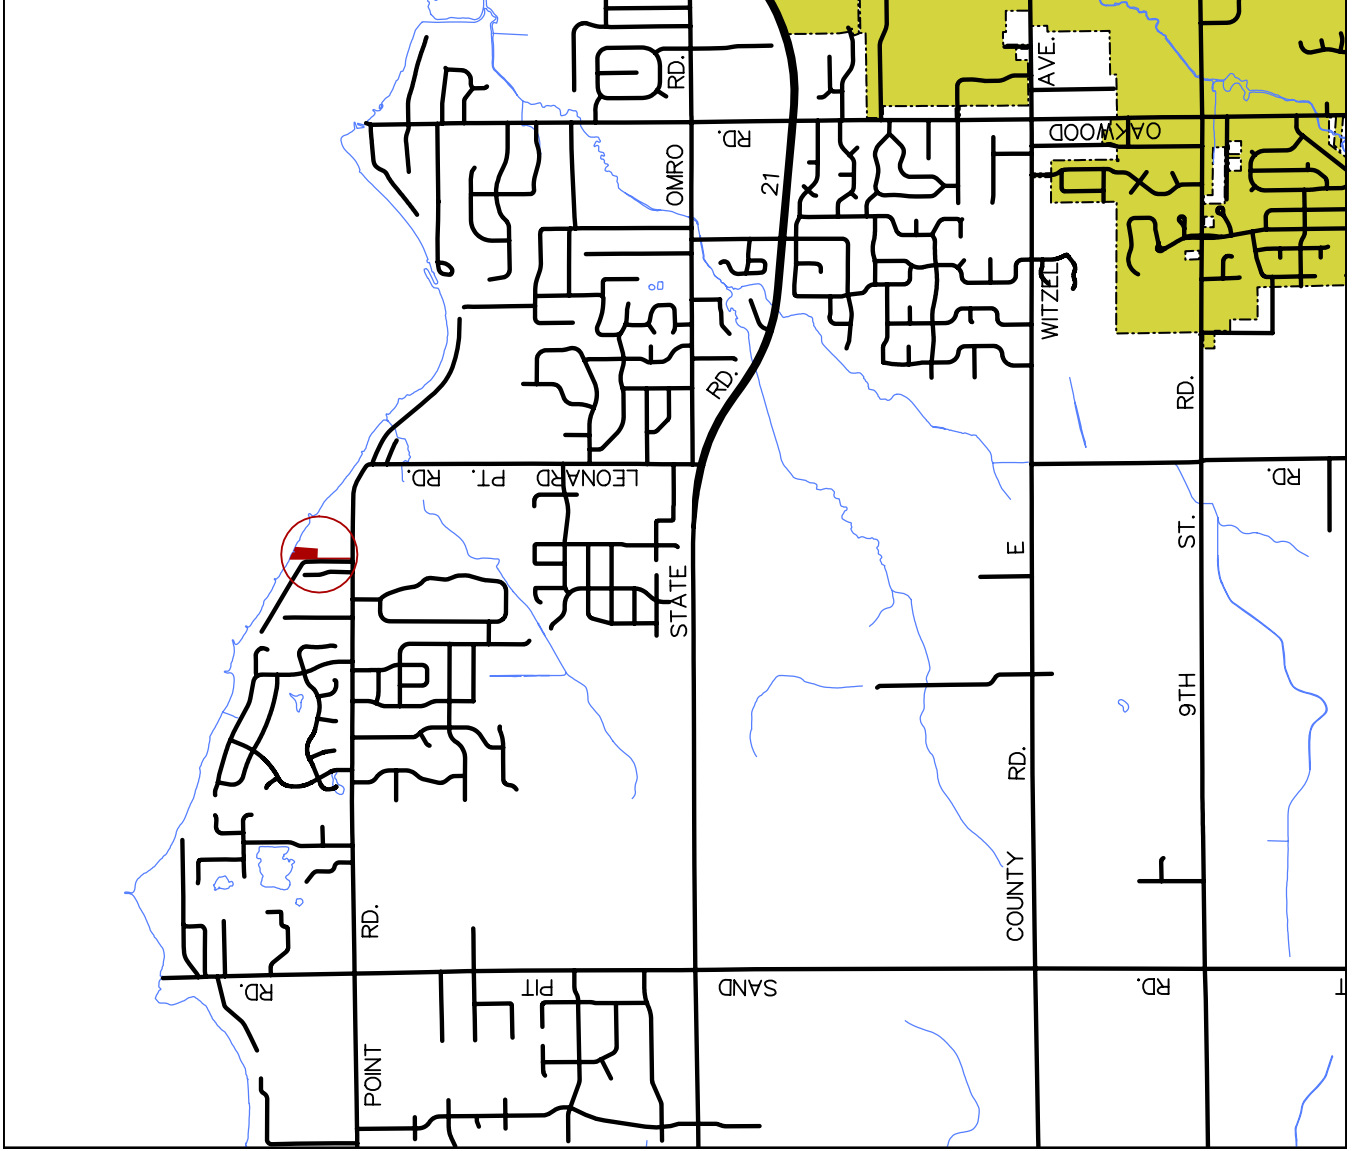 OMRO RD.
OAKWOOD RD.
21
WITZEL AVE.
RD.
LEONARD PT. RD.
RD.
STATE
COUNTY RD. E
9TH ST. RD.
POINT RD.
SAND PIT RD.
RD.
T